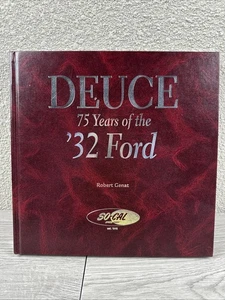 DEUCE
75 Years of the
'32 Ford
Robert Genat
SO-CAL